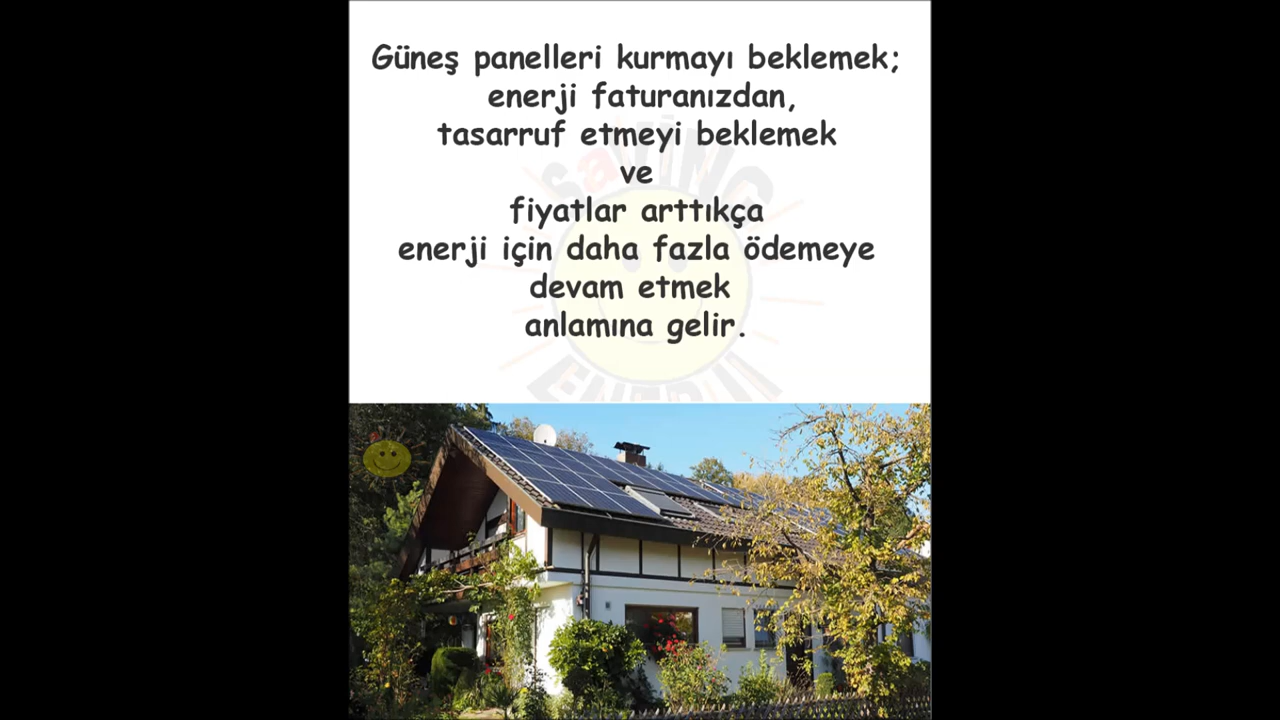 Güneş panelleri kurmayı beklemek;
enerji faturanızdan,
tasarruf etmeyi beklemek
ve
fiyatlar arttıkça
enerji için daha fazla ödemeye
devam etmek
anlamına gelir.